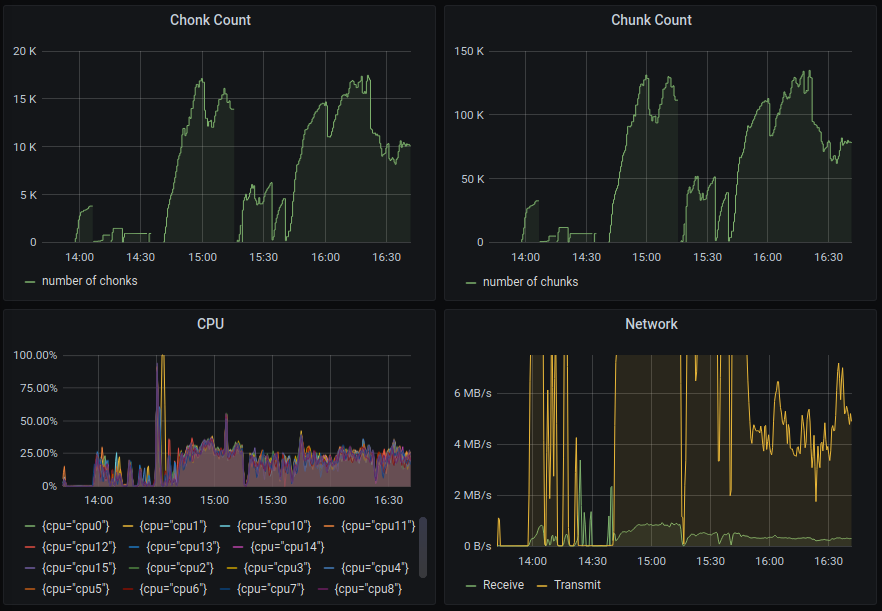 Chonk Count
20 K
15 K
10 K
5 K
0
14:00 14:30 15:00 15:30 16:00 16:30
number of chonks
Chunk Count
150 K
100 K
50 K
0
14:00 14:30 15:00 15:30 16:00 16:30
number of chunks
CPU
100.00%
75.00%
50.00%
25.00%
0%
14:00 14:30 15:00 15:30 16:00 16:30
{cpu="cpu0"} {cpu="cpu1"} {cpu="cpu10"} {cpu="cpu11"}
{cpu="cpu12"} {cpu="cpu13"} {cpu="cpu14"}
{cpu="cpu15"} {cpu="cpu2"} {cpu="cpu3"} {cpu="cpu4"}
{cpu="cpu5"} {cpu="cpu6"} {cpu="cpu7"} {cpu="cpu8"}
Network
6 MB/s
4 MB/s
2 MB/s
0 B/s
14:00 14:30 15:00 15:30 16:00 16:30
Receive Transmit